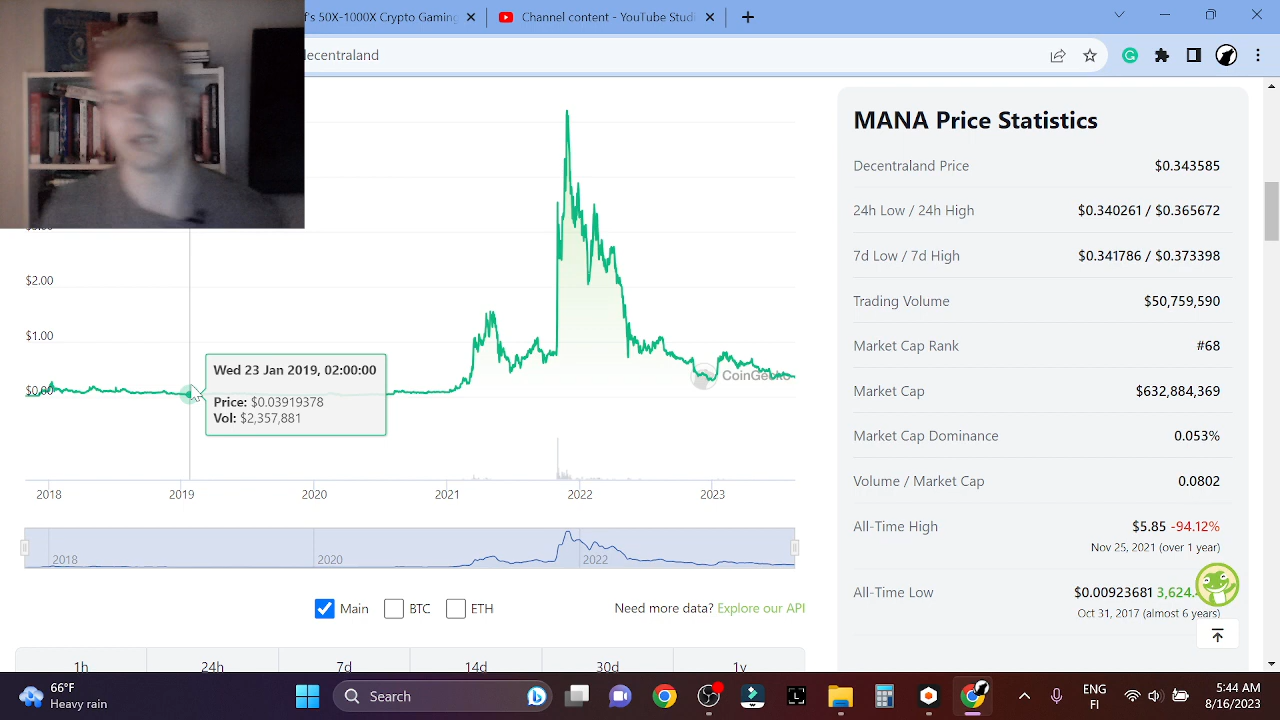 's 50X-1000X Crypto Gaming
Channel content - YouTube Studi
decentraland
MANA Price Statistics
Decentraland Price $0.343585
24h Low / 24h High $0.340261 / $0.365672
7d Low / 7d High $0.341786 / $0.373398
Trading Volume $50,759,590
Market Cap Rank #68
Market Cap $632,884,369
Market Cap Dominance 0.053%
Volume / Market Cap 0.0802
All-Time High $5.85 -94.12%
Nov 25, 2021 (over 1 year)
All-Time Low $0.00923681 3,624.
Oct 31, 2017 (almost 6 years)
$3.00
$2.00
$1.00
$0.00
Wed 23 Jan 2019, 02:00:00
Price: $0.03919378
Vol: $2,357,881
CoinGecko
2018 2019 2020 2021 2022 2023
2018 2020 2022
Main BTC ETH
Need more data? Explore our API
1h 24h 7d 14d 30d 1y
66°F
Heavy rain
Search
ENG
FI
5:44 AM
8/16/2023